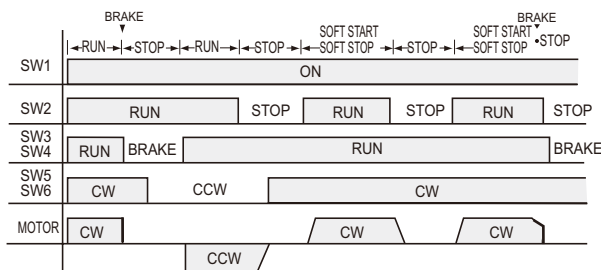 BRAKE BRAKE
SOFT START SOFT START
RUN STOP RUN STOP SOFT STOP STOP SOFT STOP •STOP
SW1 ON
SW2 RUN STOP RUN STOP RUN STOP
SW3
SW4 RUN BRAKE RUN BRAKE
SW5
SW6 CW CCW CW
MOTOR CW CW CW
CCW